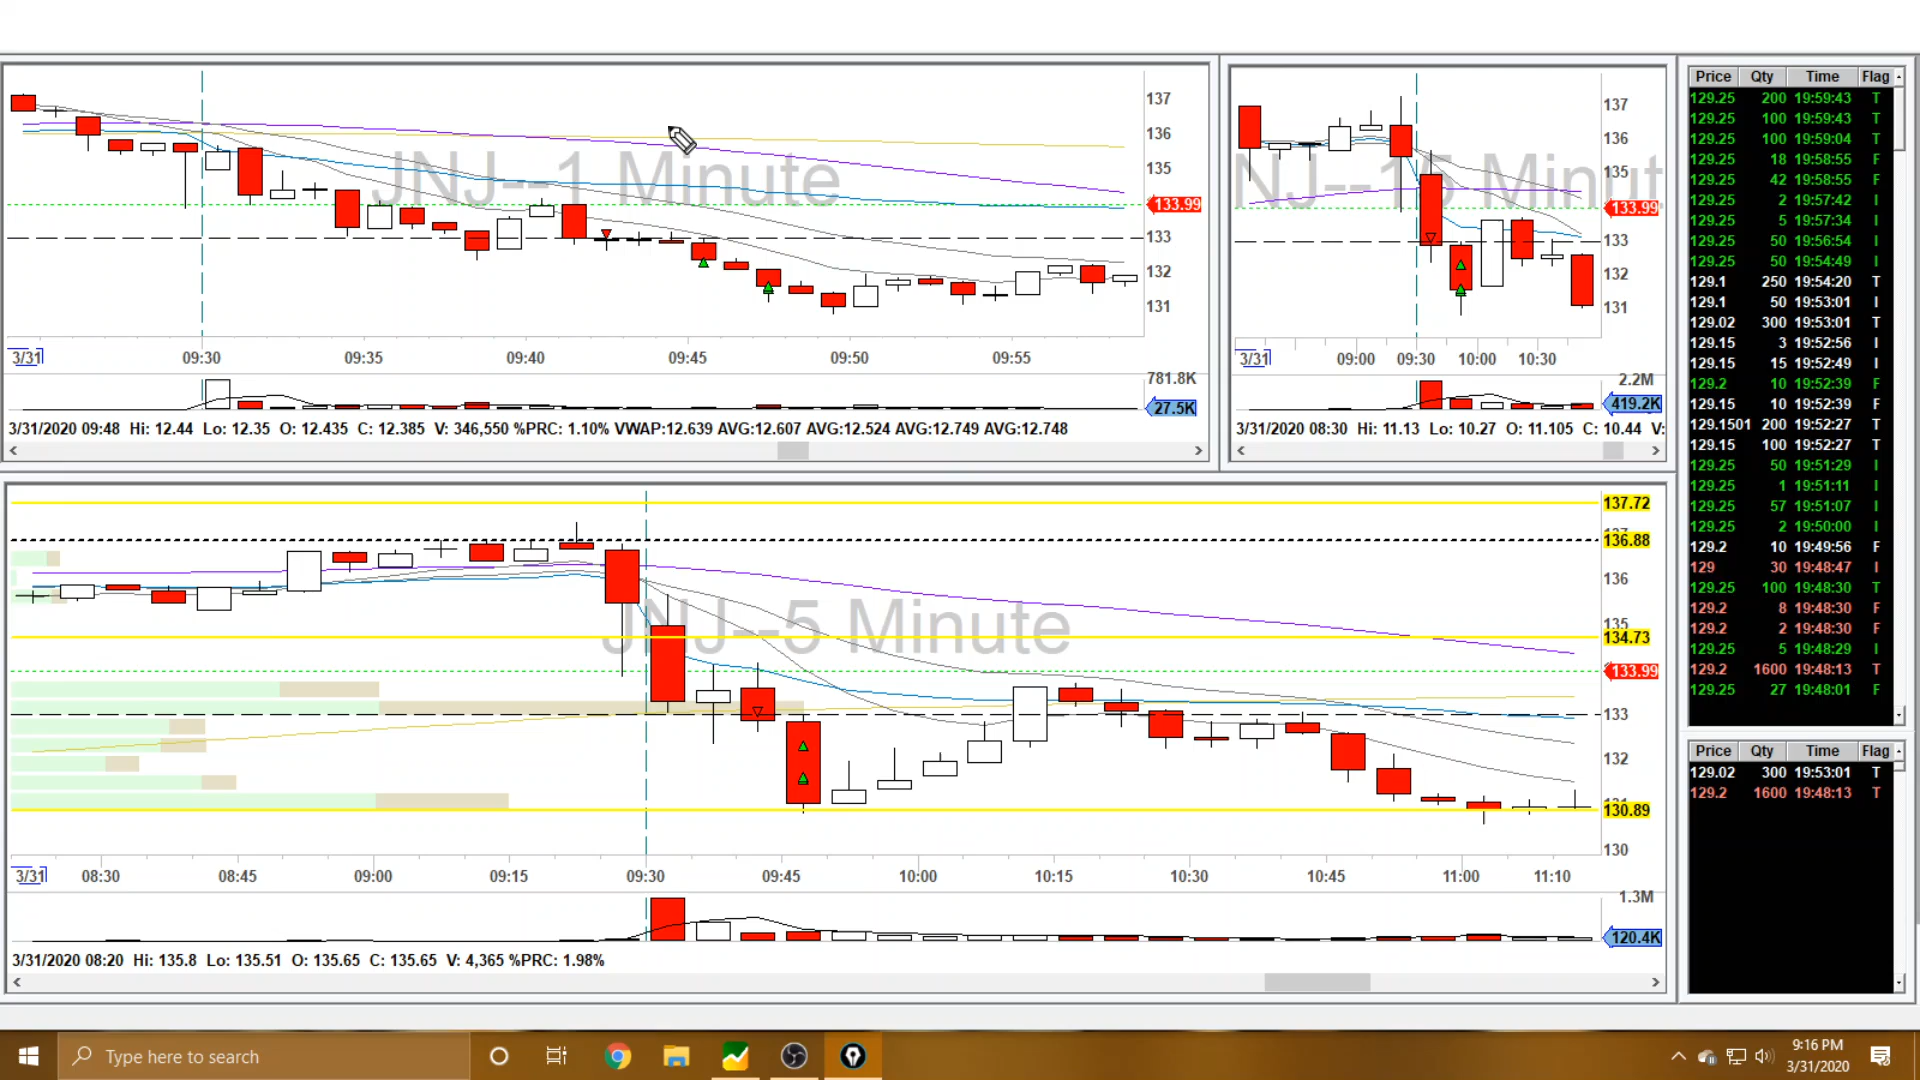 JNJ--1 Minute
137
136
135
133.99
133
132
131
3/31 09:30 09:35 09:40 09:45 09:50 09:55
781.8K
27.5K
3/31/2020 09:48 Hi: 12.44 Lo: 12.35 O: 12.435 C: 12.385 V: 346,550 %PRC: 1.10% VWAP:12.639 AVG:12.607 AVG:12.524 AVG:12.749 AVG:12.748
NJ--15 Minut
137
136
135
133.99
133
132
131
3/31 09:00 09:30 10:00 10:30
2.2M
419.2K
3/31/2020 08:30 Hi: 11.13 Lo: 10.27 O: 11.105 C: 10.44 V:
JNJ--5 Minute
137.72
136.88
136
135
134.73
133.99
133
132
130.89
130
3/31 08:30 08:45 09:00 09:15 09:30 09:45 10:00 10:15 10:30 10:45 11:00 11:10
1.3M
120.4K
3/31/2020 08:20 Hi: 135.8 Lo: 135.51 O: 135.65 C: 135.65 V: 4,365 %PRC: 1.98%
Price Qty Time Flag
129.25 200 19:59:43 T
129.25 100 19:59:43 T
129.25 100 19:59:04 T
129.25 18 19:58:55 F
129.25 42 19:58:55 F
129.25 2 19:57:42 I
129.25 5 19:57:34 I
129.25 50 19:56:54 I
129.25 50 19:54:49 I
129.1 250 19:54:20 T
129.1 50 19:53:01 I
129.02 300 19:53:01 T
129.15 3 19:52:56 I
129.15 15 19:52:49 I
129.2 10 19:52:39 F
129.15 10 19:52:39 F
129.1501 200 19:52:27 T
129.15 100 19:52:27 T
129.25 50 19:51:29 I
129.25 1 19:51:11 I
129.25 57 19:51:07 I
129.25 2 19:50:00 I
129.2 10 19:49:56 F
129 30 19:48:47 I
129.25 100 19:48:30 T
129.2 8 19:48:30 F
129.2 2 19:48:30 F
129.25 5 19:48:29 I
129.2 1600 19:48:13 T
129.25 27 19:48:01 F
Price Qty Time Flag
129.02 300 19:53:01 T
129.2 1600 19:48:13 T
Type here to search
9:16 PM
3/31/2020